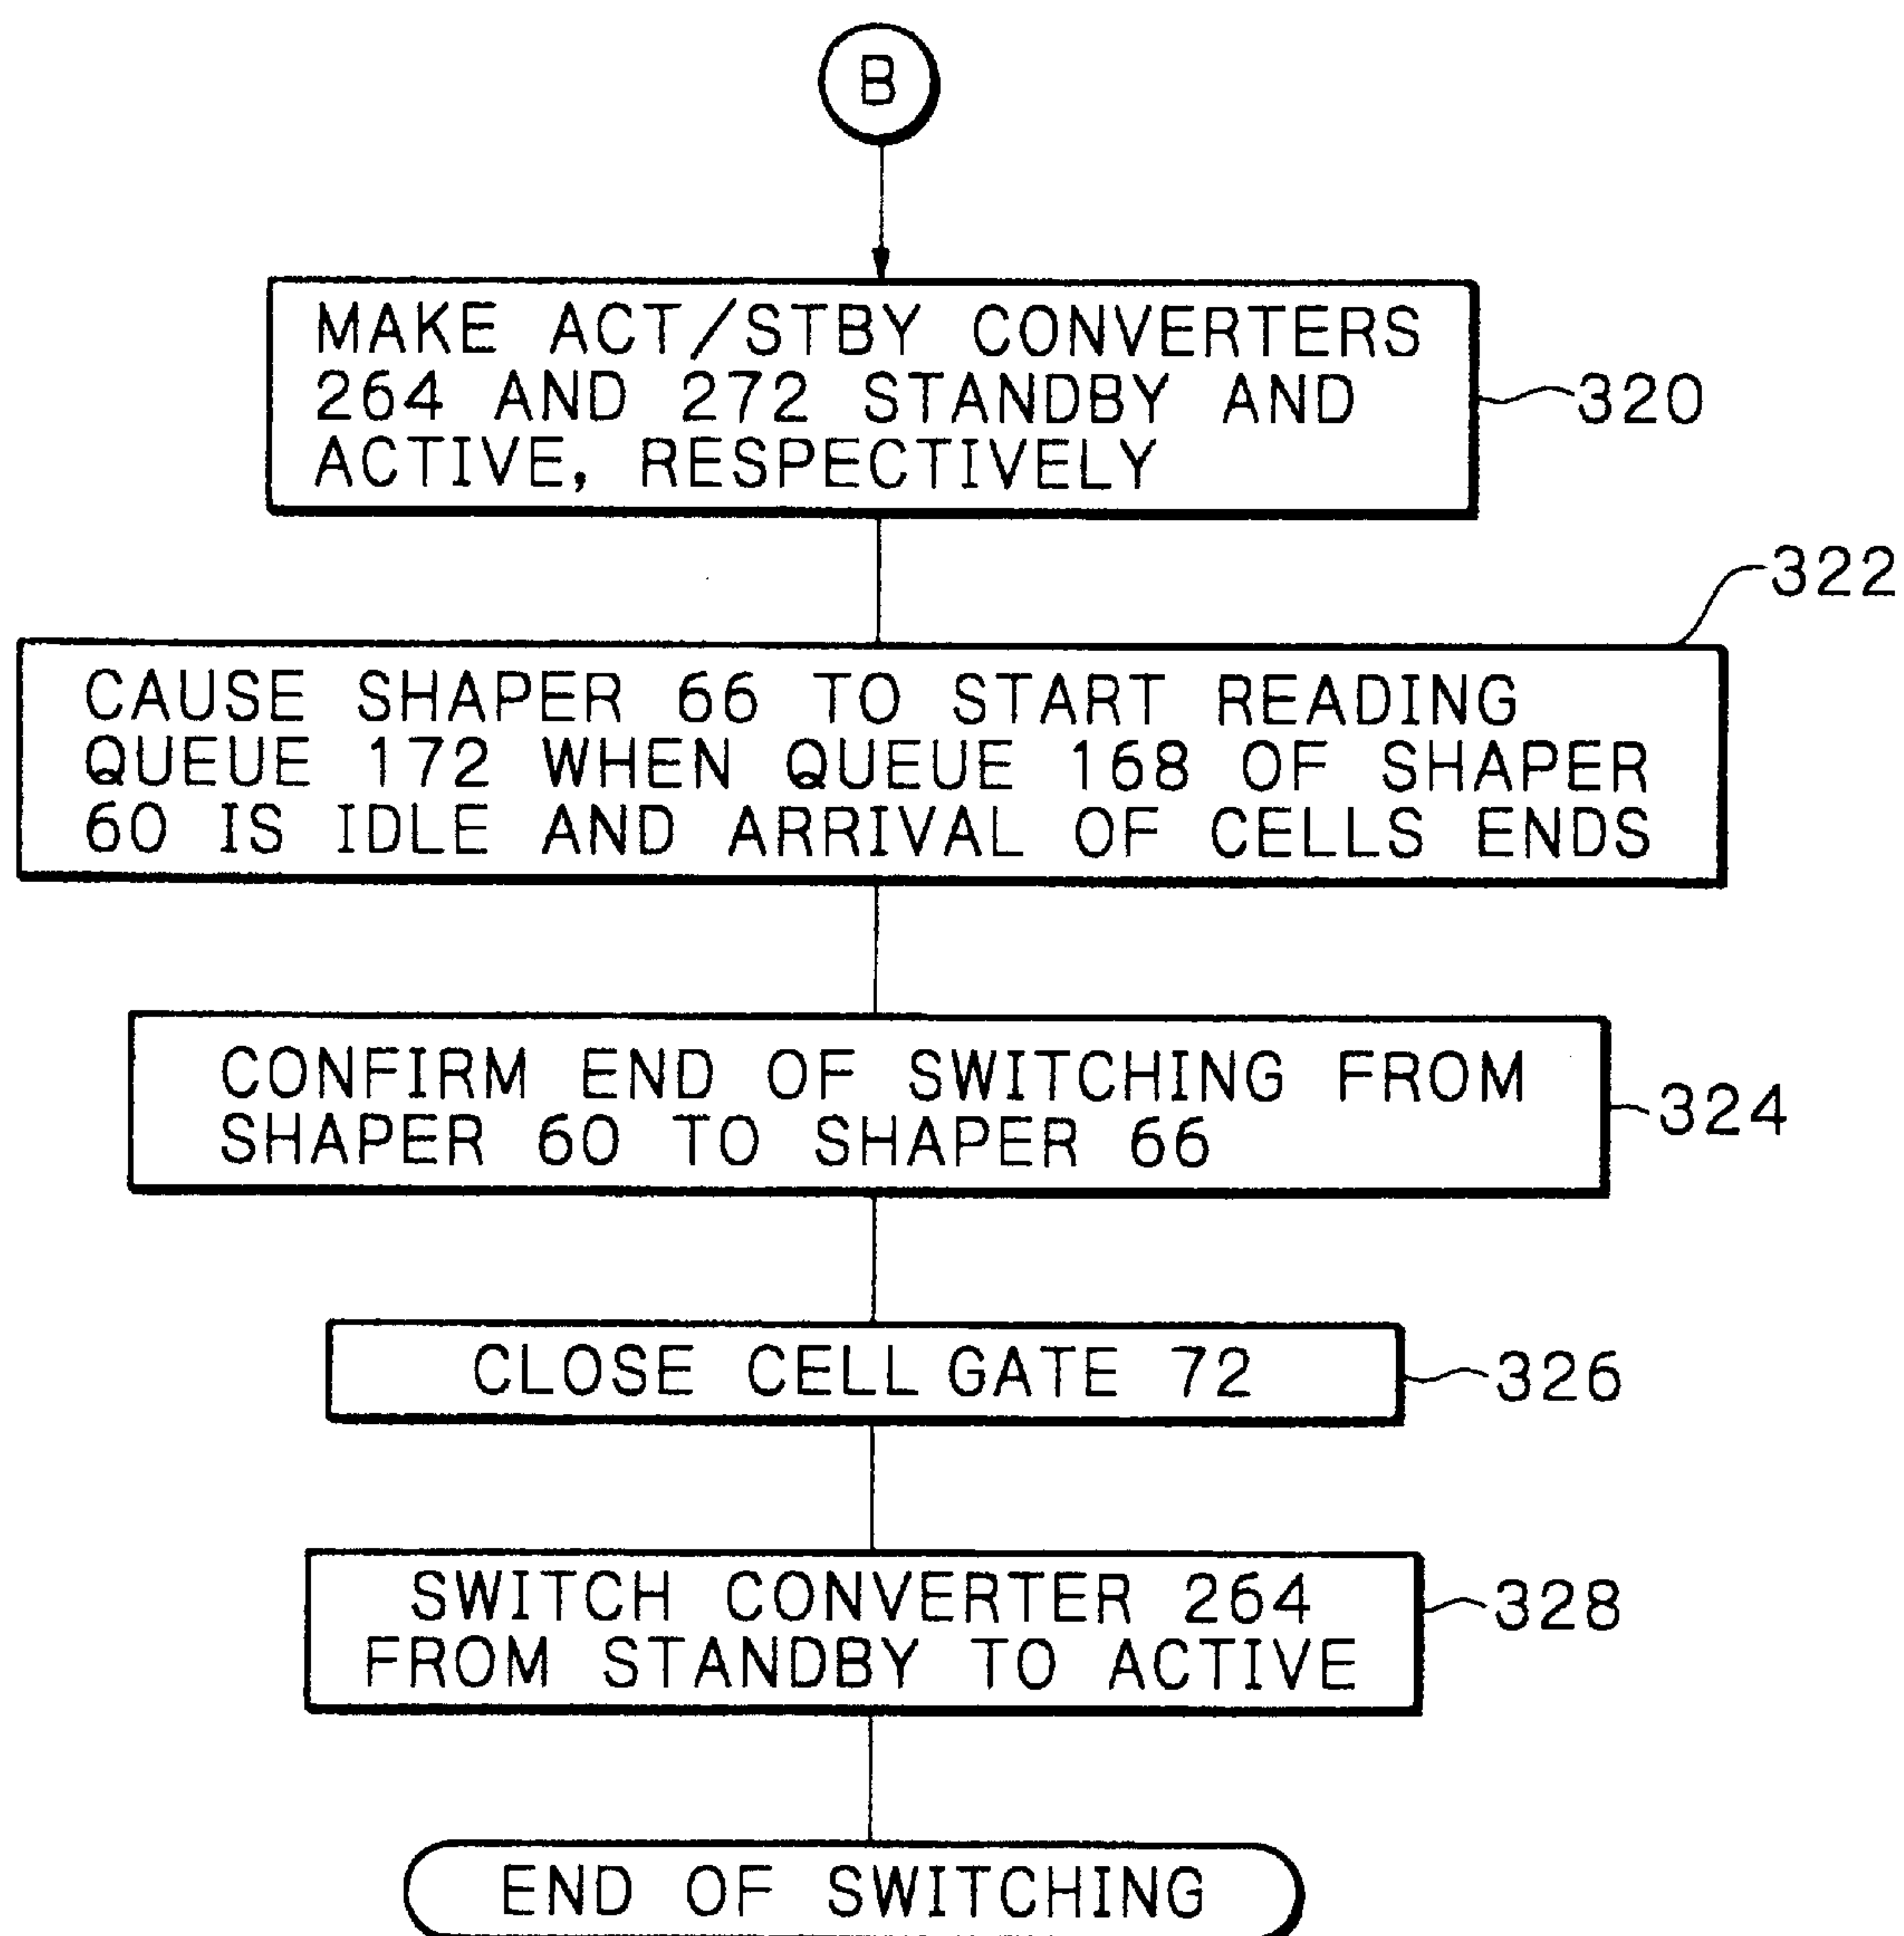 B
MAKE ACT/STBY CONVERTERS
264 AND 272 STANDBY AND
ACTIVE, RESPECTIVELY
320
322
CAUSE SHAPER 66 TO START READING
QUEUE 172 WHEN QUEUE 168 OF SHAPER
60 IS IDLE AND ARRIVAL OF CELLS ENDS
CONFIRM END OF SWITCHING FROM
SHAPER 60 TO SHAPER 66
324
CLOSE CELL GATE 72
326
SWITCH CONVERTER 264
FROM STANDBY TO ACTIVE
328
END OF SWITCHING